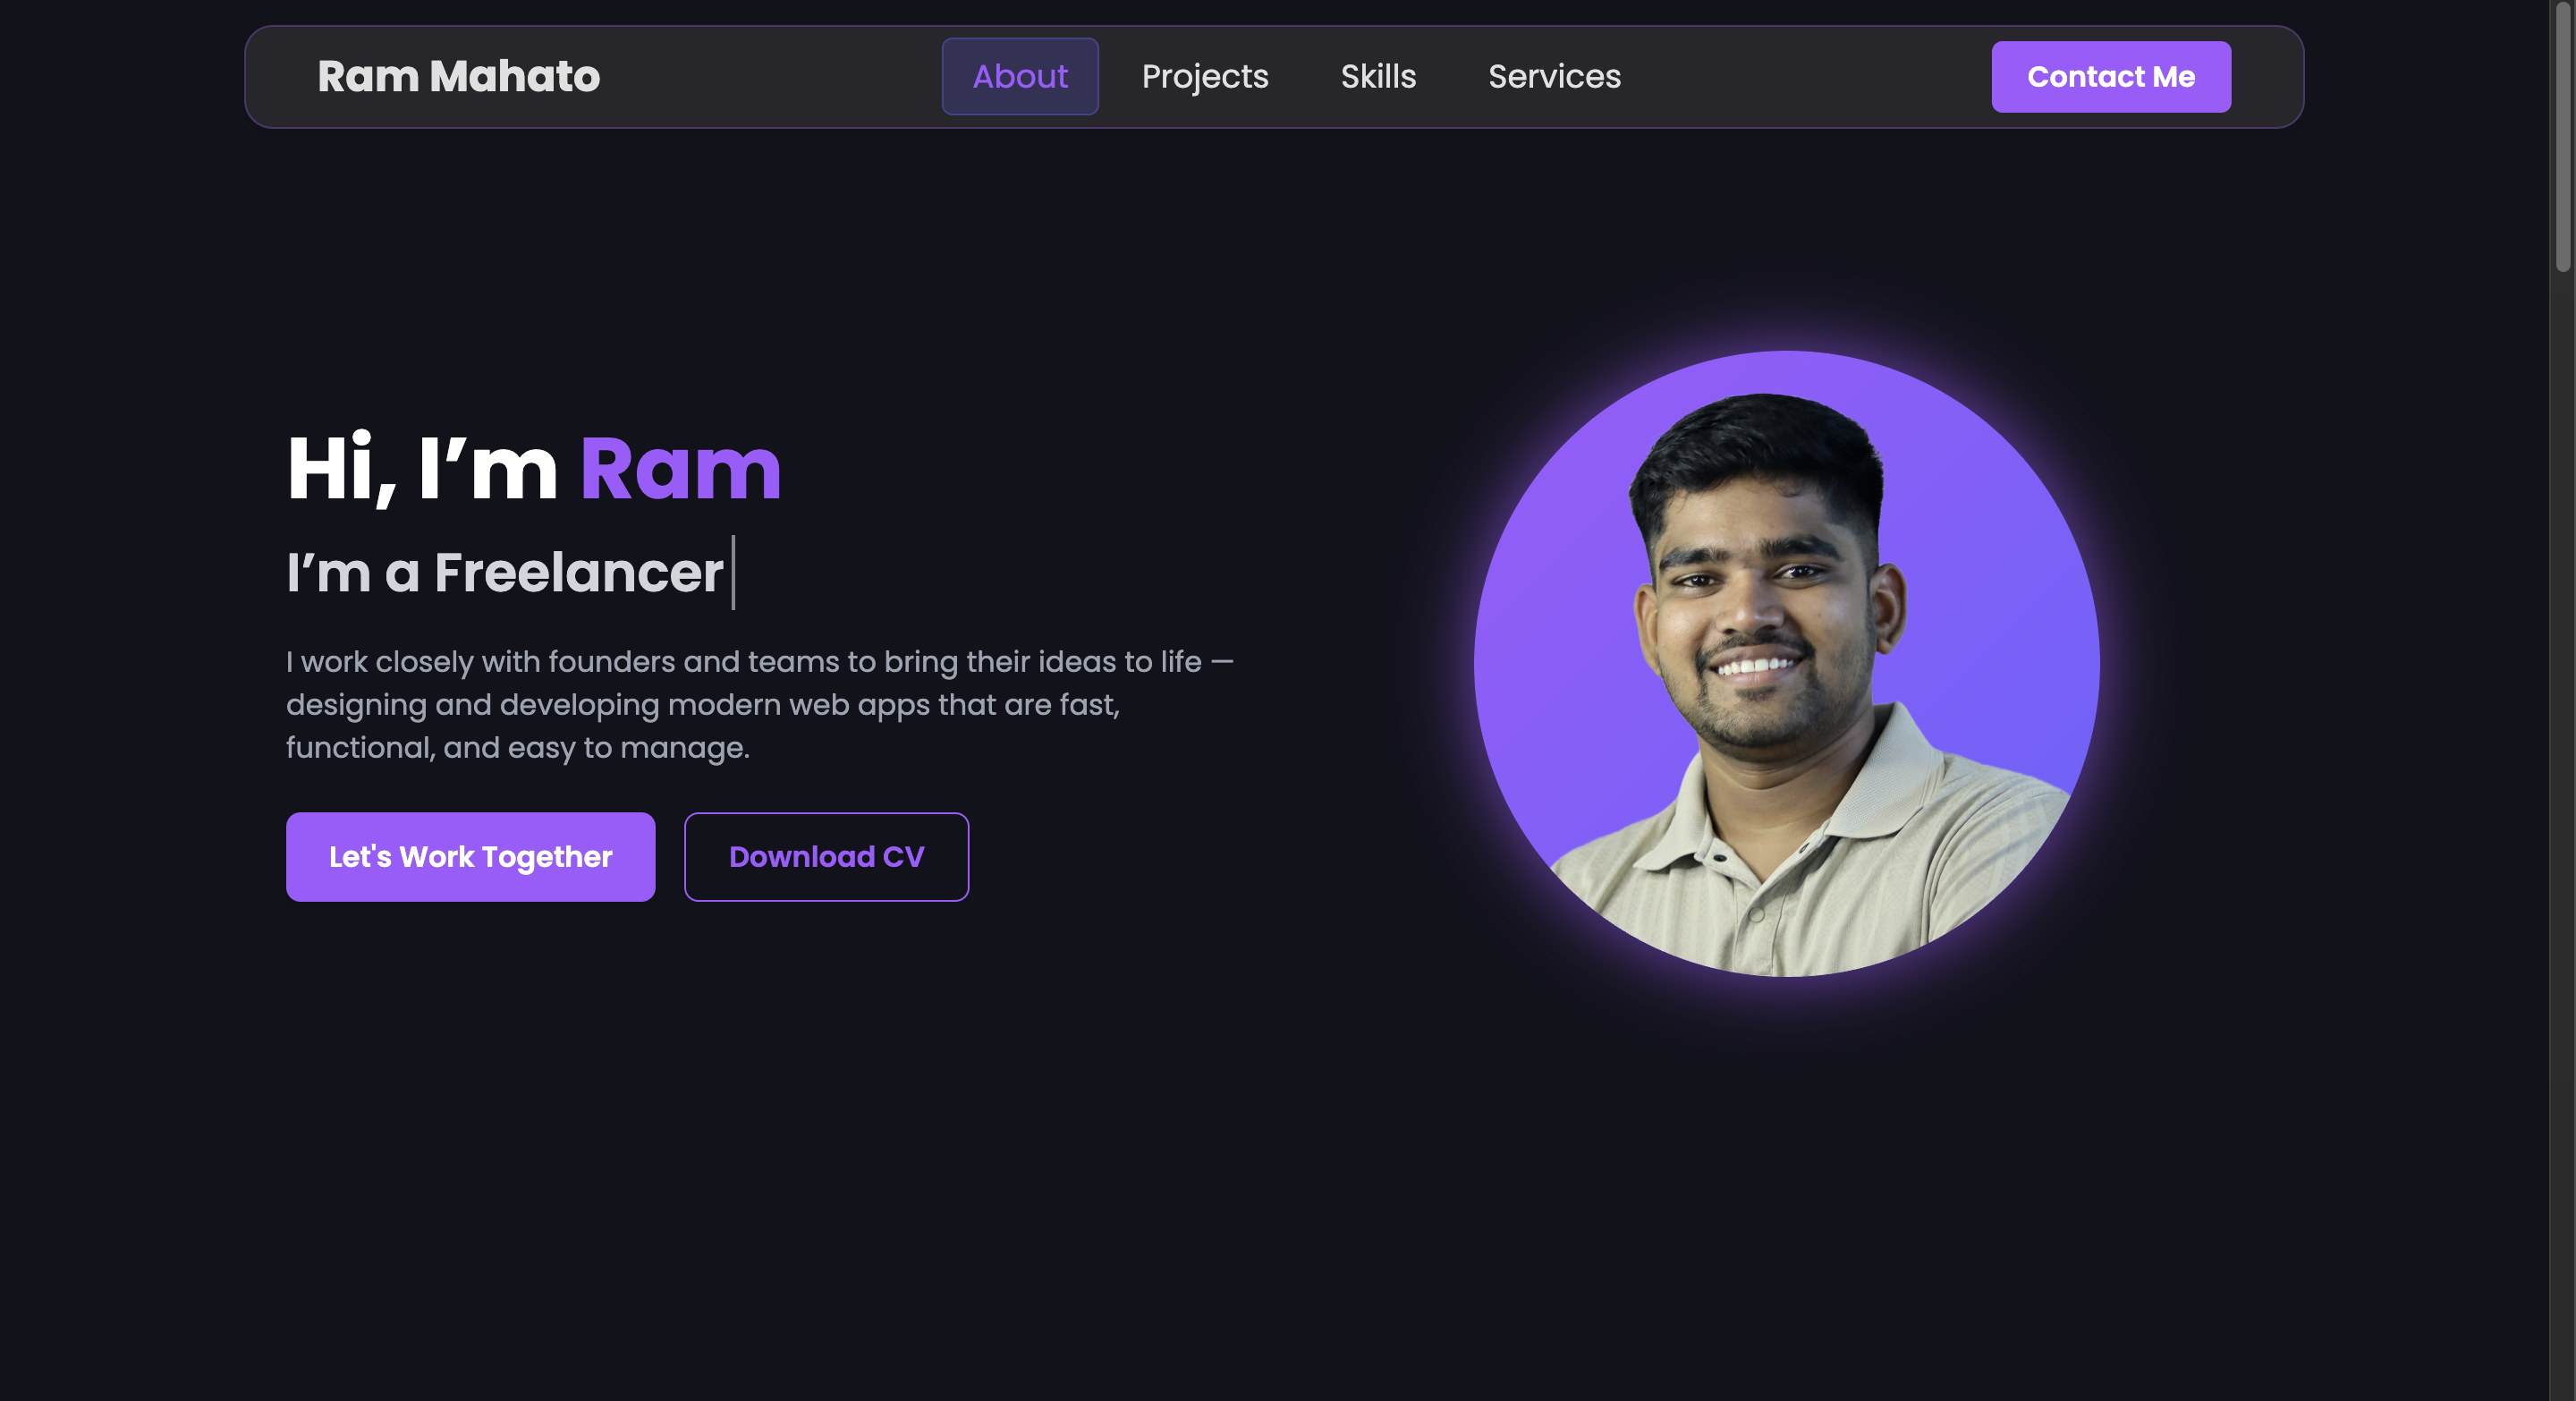 Ram Mahato
About
Projects
Skills
Services
Contact Me
Hi, I’m Ram
I’m a Freelancer
I work closely with founders and teams to bring their ideas to life —
designing and developing modern web apps that are fast,
functional, and easy to manage.
Let's Work Together
Download CV